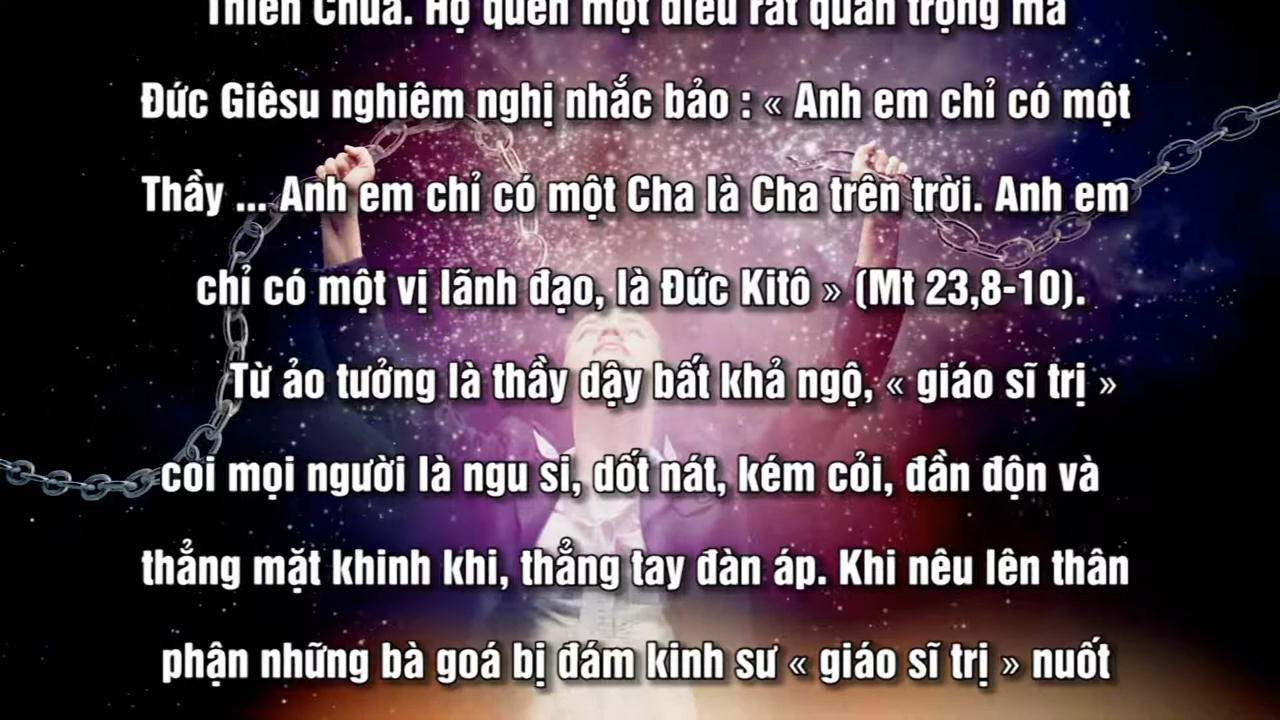 Thiên Chúa. Họ quên một điều rất quan trọng mà
Đức Giêsu nghiêm nghị nhắc bảo : « Anh em chỉ có một
Thầy ... Anh em chỉ có một Cha là Cha trên trời. Anh em
chỉ có một vị lãnh đạo, là Đức Kitô » (Mt 23,8-10).
Từ ảo tưởng là thầy dậy bất khả ngộ, « giáo sĩ trị »
coi mọi người là ngu si, dốt nát, kém cỏi, đần độn và
thẳng mặt khinh khi, thẳng tay đàn áp. Khi nêu lên thân
phận những bà goá bị đám kinh sư « giáo sĩ trị » nuốt